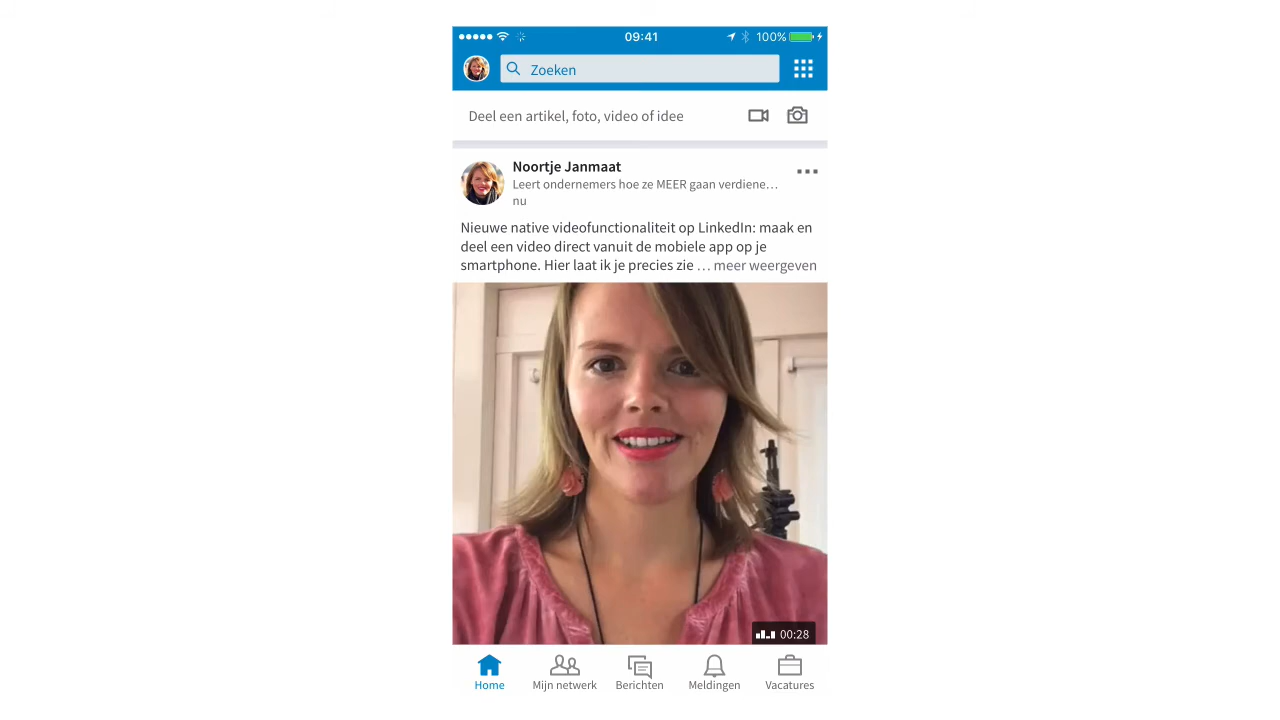 09:41
100%
Zoeken
Deel een artikel, foto, video of idee
Noortje Janmaat
Leert ondernemers hoe ze MEER gaan verdiene…
nu
Nieuwe native videofunctionaliteit op LinkedIn: maak en
deel een video direct vanuit de mobiele app op je
smartphone. Hier laat ik je precies zie … meer weergeven
00:28
Home
Mijn netwerk
Berichten
Meldingen
Vacatures